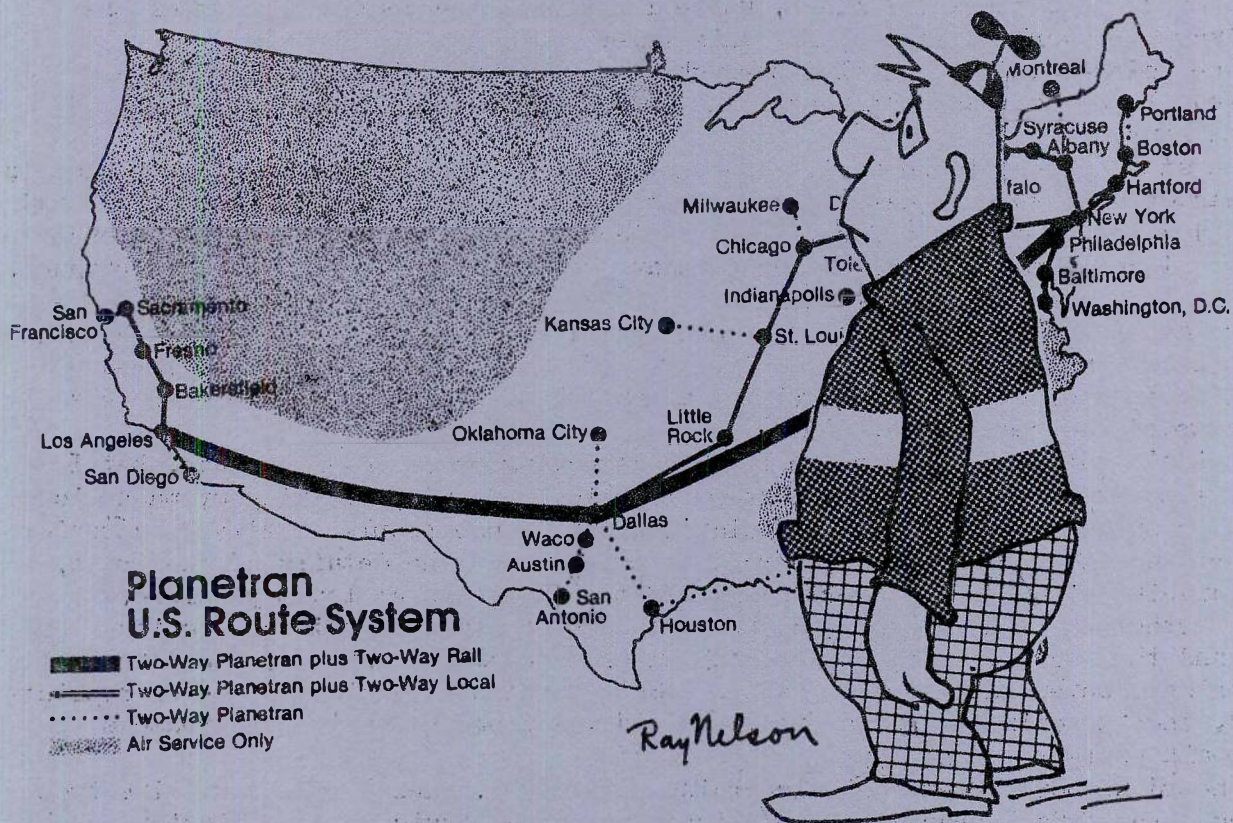 Montreal
Portland
Syracuse
Albany
Boston
falo
Hartford
Milwaukee
D
New York
Chicago
Philadelphia
Tole
Baltimore
Indianapolis
Washington, D.C.
San
Francisco
Sacramento
Kansas City
St. Loui
Fresno
Bakersfield
Little
Rock
Los Angeles
Oklahoma City
San Diego
Dallas
Waco
Austin
San
Antonio
Houston
Planetran
U.S. Route System
Two-Way Planetran plus Two-Way Rail
Two-Way Planetran plus Two-Way Local
Two-Way Planetran
Air Service Only
Ray Nelson